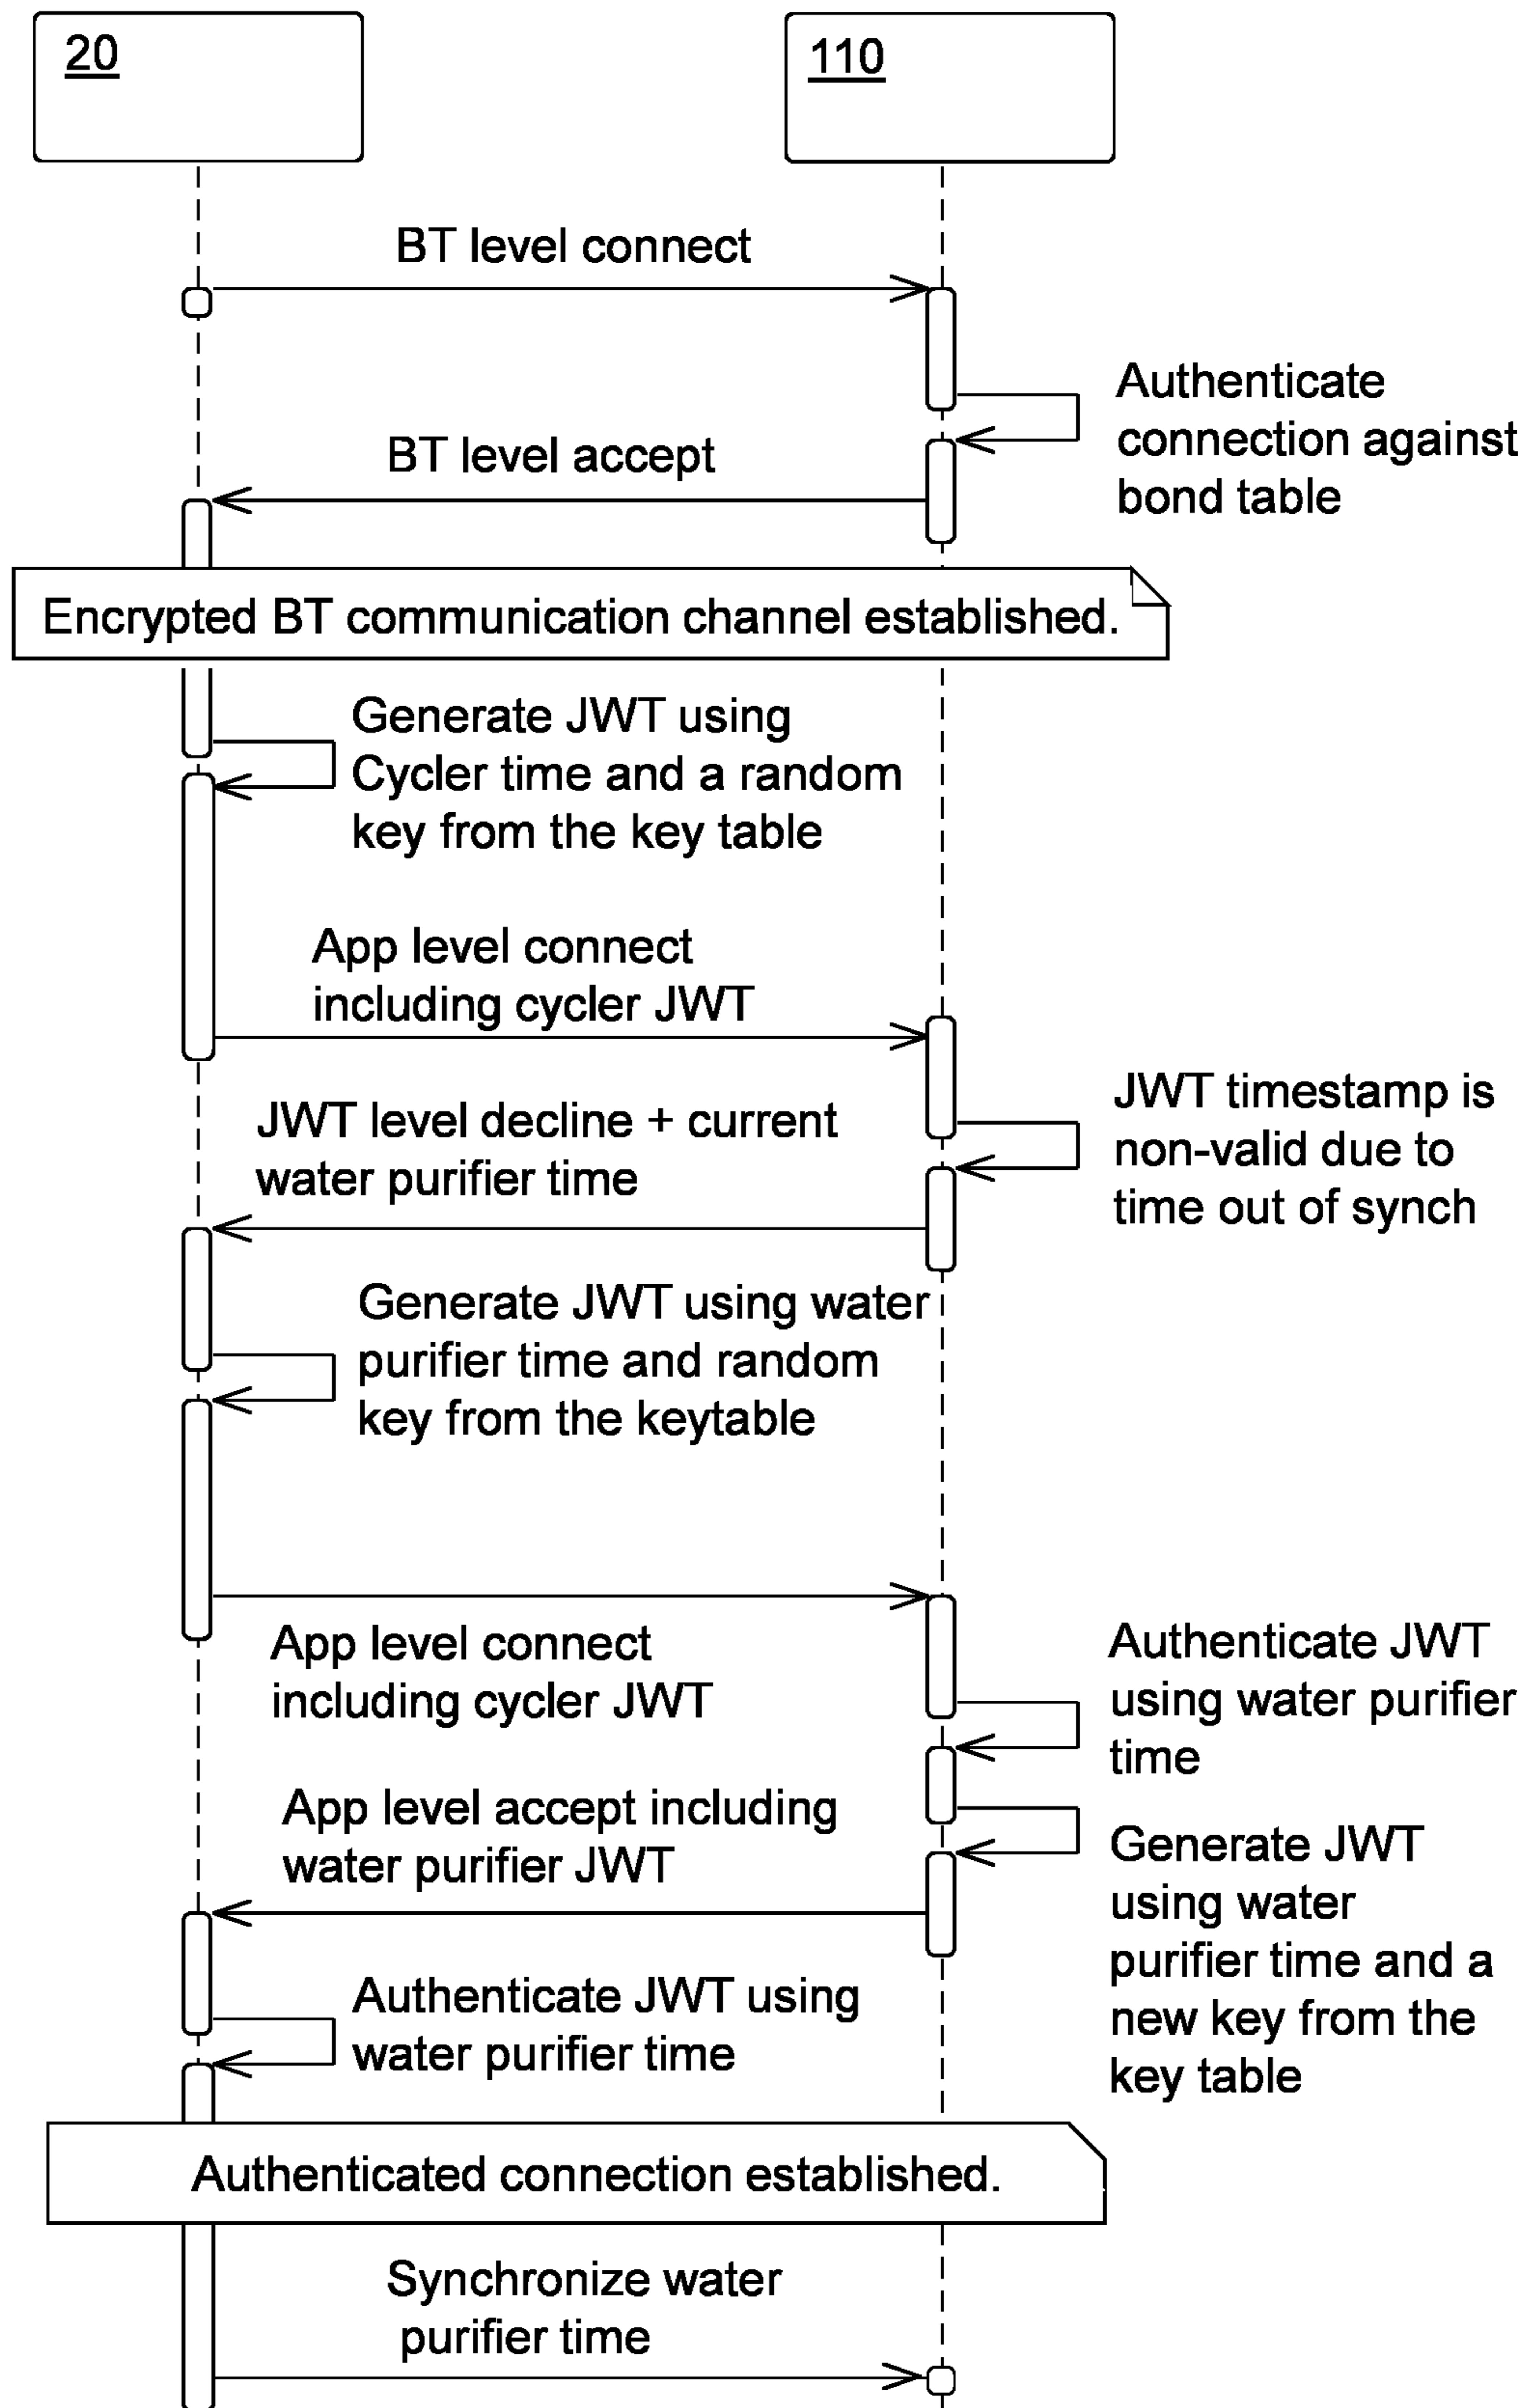 20
110
BT level connect
Authenticate
connection against
bond table
BT level accept
Encrypted BT communication channel established.
Generate JWT using
Cycler time and a random
key from the key table
App level connect
including cycler JWT
JWT timestamp is
non-valid due to
time out of synch
JWT level decline + current
water purifier time
Generate JWT using water
purifier time and random
key from the keytable
App level connect
including cycler JWT
Authenticate JWT
using water purifier
time
App level accept including
water purifier JWT
Generate JWT
using water
purifier time and a
new key from the
key table
Authenticate JWT using
water purifier time
Authenticated connection established.
Synchronize water
purifier time